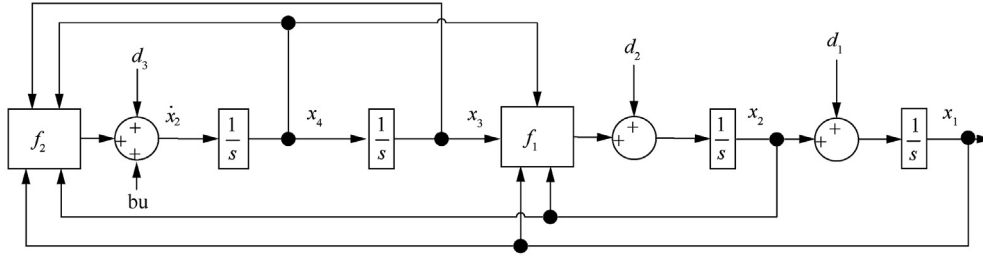 d₃
d₂
d₁
f₂
+
+
+
ẋ₂
1/s
x₄
1/s
x₃
f₁
+
+
1/s
x₂
+
+
1/s
x₁
bu